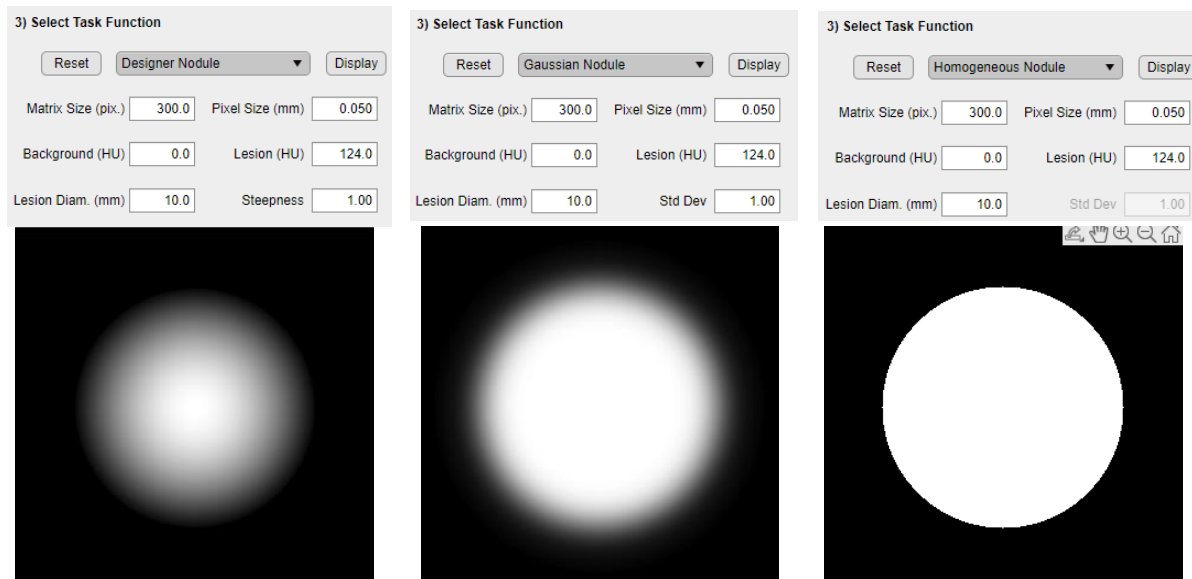 3) Select Task Function
Reset Designer Nodule Display
Matrix Size (pix.) 300.0 Pixel Size (mm) 0.050
Background (HU) 0.0 Lesion (HU) 124.0
Lesion Diam. (mm) 10.0 Steepness 1.00
3) Select Task Function
Reset Gaussian Nodule Display
Matrix Size (pix.) 300.0 Pixel Size (mm) 0.050
Background (HU) 0.0 Lesion (HU) 124.0
Lesion Diam. (mm) 10.0 Std Dev 1.00
3) Select Task Function
Reset Homogeneous Nodule Display
Matrix Size (pix.) 300.0 Pixel Size (mm) 0.050
Background (HU) 0.0 Lesion (HU) 124.0
Lesion Diam. (mm) 10.0 Std Dev 1.00